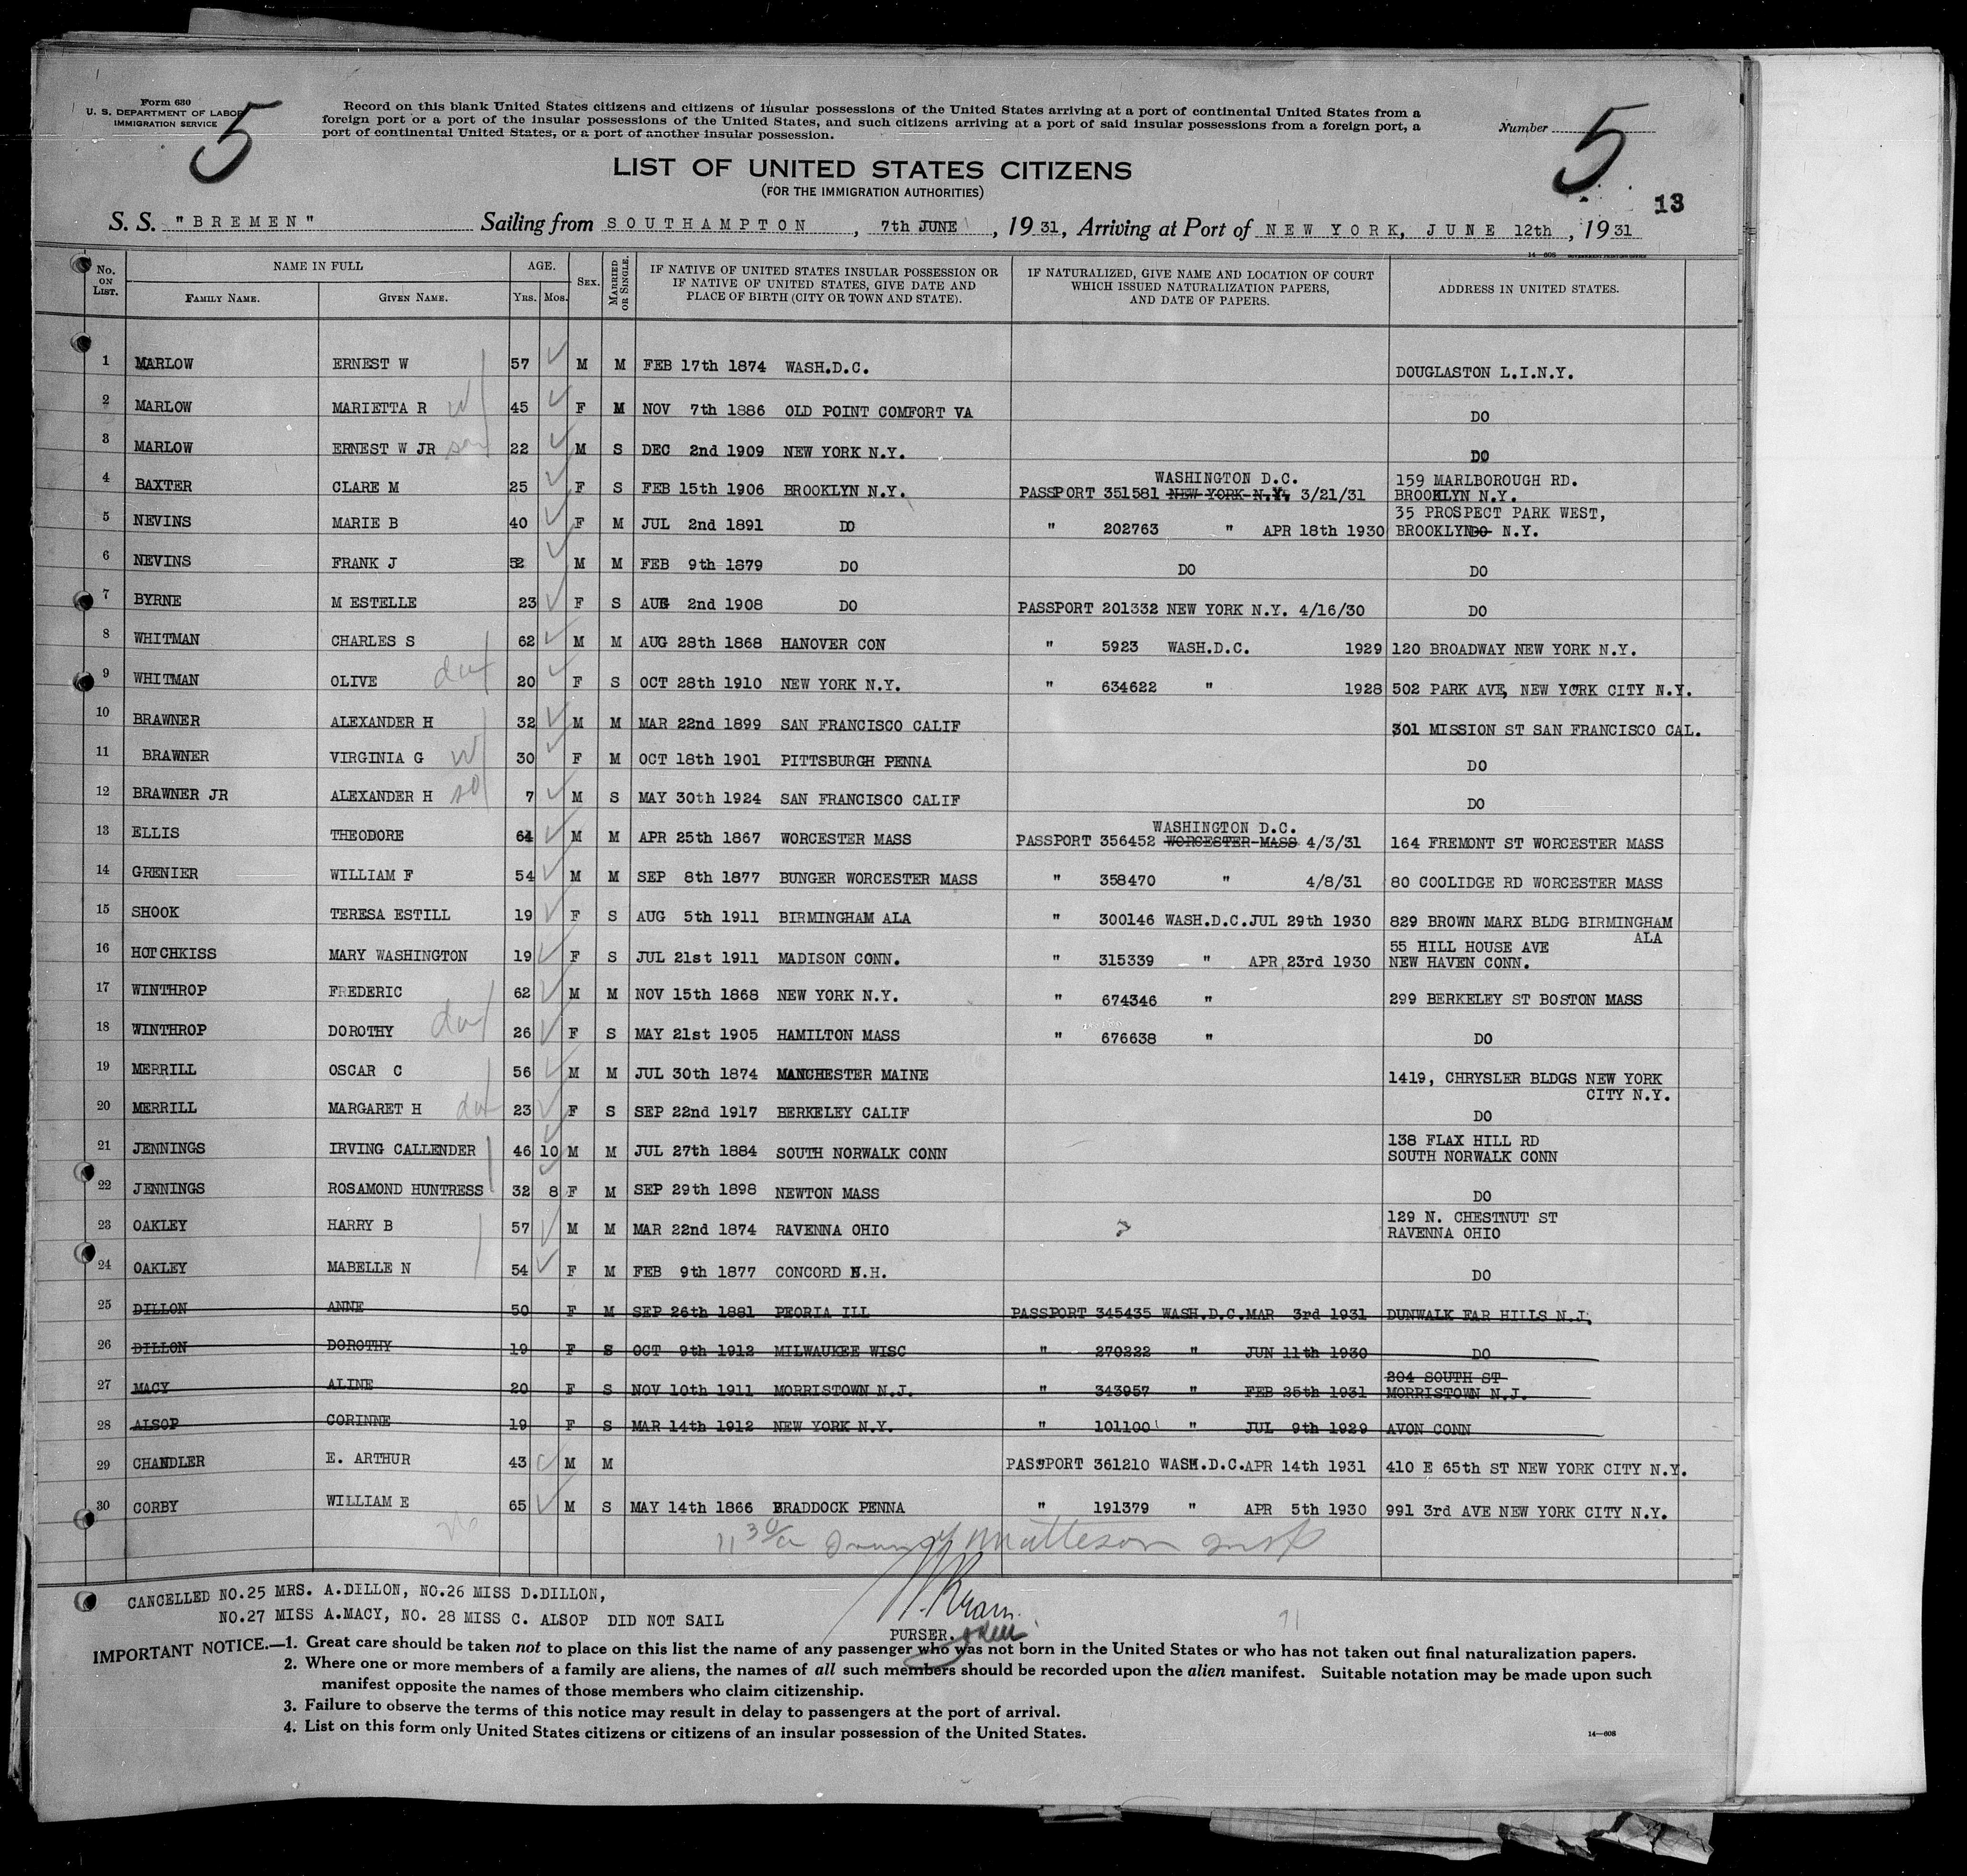 Form 630
U. S. DEPARTMENT OF LABOR
IMMIGRATION SERVICE
5
Record on this blank United States citizens and citizens of insular possessions of the United States arriving at a port of continental United States from a
foreign port or a port of the insular possessions of the United States, and such citizens arriving at a port of said insular possessions from a foreign port, a
port of continental United States, or a port of another insular possession.
Number 5
13
LIST OF UNITED STATES CITIZENS
(FOR THE IMMIGRATION AUTHORITIES)
S. S. "BREMEN" Sailing from SOUTHAMPTON, 7th JUNE, 1931, Arriving at Port of NEW YORK, JUNE 12th, 1931
14—608 GOVERNMENT PRINTING OFFICE
No. ON LIST. NAME IN FULL FAMILY NAME. GIVEN NAME. AGE. YRS. MOS. SEX. MARRIED OR SINGLE. IF NATIVE OF UNITED STATES INSULAR POSSESSION OR IF NATIVE OF UNITED STATES, GIVE DATE AND PLACE OF BIRTH (CITY OR TOWN AND STATE). IF NATURALIZED, GIVE NAME AND LOCATION OF COURT WHICH ISSUED NATURALIZATION PAPERS, AND DATE OF PAPERS. ADDRESS IN UNITED STATES.
1 MARLOW ERNEST W 57 M M FEB 17th 1874 WASH.D.C. DOUGLASTON L.I.N.Y.
2 MARLOW MARIETTA R W 45 F M NOV 7th 1886 OLD POINT COMFORT VA DO
3 MARLOW ERNEST W JR son 22 M S DEC 2nd 1909 NEW YORK N.Y. DO
4 BAXTER CLARE M 25 F S FEB 15th 1906 BROOKLYN N.Y. PASSPORT 351581 NEW YORK N.Y. WASHINGTON D.C. 3/21/31 159 MARLBOROUGH RD. BROOKLYN N.Y.
5 NEVINS MARIE B 40 F M JUL 2nd 1891 DO " 202763 " APR 18th 1930 35 PROSPECT PARK WEST, BROOKLYN DO N.Y.
6 NEVINS FRANK J 52 M M FEB 9th 1879 DO DO DO
7 BYRNE M ESTELLE 23 F S AUG 2nd 1908 DO PASSPORT 201332 NEW YORK N.Y. 4/16/30 DO
8 WHITMAN CHARLES S 62 M M AUG 28th 1868 HANOVER CON " 5923 WASH.D.C. 1929 120 BROADWAY NEW YORK N.Y.
9 WHITMAN OLIVE dau 20 F S OCT 28th 1910 NEW YORK N.Y. " 634622 " 1928 502 PARK AVE, NEW YORK CITY N.Y.
10 BRAWNER ALEXANDER H 32 M M MAR 22nd 1899 SAN FRANCISCO CALIF 301 MISSION ST SAN FRANCISCO CAL.
11 BRAWNER VIRGINIA G W 30 F M OCT 18th 1901 PITTSBURGH PENNA DO
12 BRAWNER JR ALEXANDER H so 7 M S MAY 30th 1924 SAN FRANCISCO CALIF DO
13 ELLIS THEODORE 64 M M APR 25th 1867 WORCESTER MASS PASSPORT 356452 WORCESTER MASS WASHINGTON D.C. 4/3/31 164 FREMONT ST WORCESTER MASS
14 GRENIER WILLIAM F 54 M M SEP 8th 1877 BUNGER WORCESTER MASS " 358470 " 4/8/31 80 COOLIDGE RD WORCESTER MASS
15 SHOOK TERESA ESTILL 19 F S AUG 5th 1911 BIRMINGHAM ALA " 300146 WASH.D.C. JUL 29th 1930 829 BROWN MARX BLDG BIRMINGHAM ALA
16 HOTCHKISS MARY WASHINGTON 19 F S JUL 21st 1911 MADISON CONN. " 315339 " APR 23rd 1930 55 HILL HOUSE AVE NEW HAVEN CONN.
17 WINTHROP FREDERIC 62 M M NOV 15th 1868 NEW YORK N.Y. " 674346 " 299 BERKELEY ST BOSTON MASS
18 WINTHROP DOROTHY dau 26 F S MAY 21st 1905 HAMILTON MASS " 676638 " DO
19 MERRILL OSCAR C 56 M M JUL 30th 1874 MANCHESTER MAINE 1419, CHRYSLER BLDGS NEW YORK CITY N.Y.
20 MERRILL MARGARET H dau 23 F S SEP 22nd 1917 BERKELEY CALIF DO
21 JENNINGS IRVING CALLENDER 46 10 M M JUL 27th 1884 SOUTH NORWALK CONN 138 FLAX HILL RD SOUTH NORWALK CONN
22 JENNINGS ROSAMOND HUNTRESS 32 8 F M SEP 29th 1898 NEWTON MASS DO
23 OAKLEY HARRY B 57 M M MAR 22nd 1874 RAVENNA OHIO 129 N. CHESTNUT ST RAVENNA OHIO
24 OAKLEY MABELLE N 54 F M FEB 9th 1877 CONCORD N.H. DO
25 DILLON ANNE 50 F M SEP 26th 1881 PEORIA ILL PASSPORT 345435 WASH.D.C. MAR 3rd 1931 DUNWALK FAR HILLS N.J.
26 DILLON DOROTHY 19 F S OCT 9th 1912 MILWAUKEE WISC " 270222 " JUN 11th 1930 DO
27 MACY ALINE 20 F S NOV 10th 1911 MORRISTOWN N.J. " 343957 " FEB 25th 1931 204 SOUTH ST MORRISTOWN N.J.
28 ALSOP CORINNE 19 F S MAR 14th 1912 NEW YORK N.Y. " 101100 " JUL 9th 1929 AVON CONN
29 CHANDLER E. ARTHUR 43 M M PASSPORT 361210 WASH.D.C. APR 14th 1931 410 E 65th ST NEW YORK CITY N.Y.
30 CORBY WILLIAM E 65 M S MAY 14th 1866 BRADDOCK PENNA " 191379 " APR 5th 1930 991 3rd AVE NEW YORK CITY N.Y.
Matteson
CANCELLED NO.25 MRS. A.DILLON, NO.26 MISS D.DILLON,
NO.27 MISS A.MACY, NO. 28 MISS C. ALSOP DID NOT SAIL
PURSER.
IMPORTANT NOTICE.—1. Great care should be taken not to place on this list the name of any passenger who was not born in the United States or who has not taken out final naturalization papers.
2. Where one or more members of a family are aliens, the names of all such members should be recorded upon the alien manifest. Suitable notation may be made upon such
manifest opposite the names of those members who claim citizenship.
3. Failure to observe the terms of this notice may result in delay to passengers at the port of arrival.
4. List on this form only United States citizens or citizens of an insular possession of the United States.
14—608